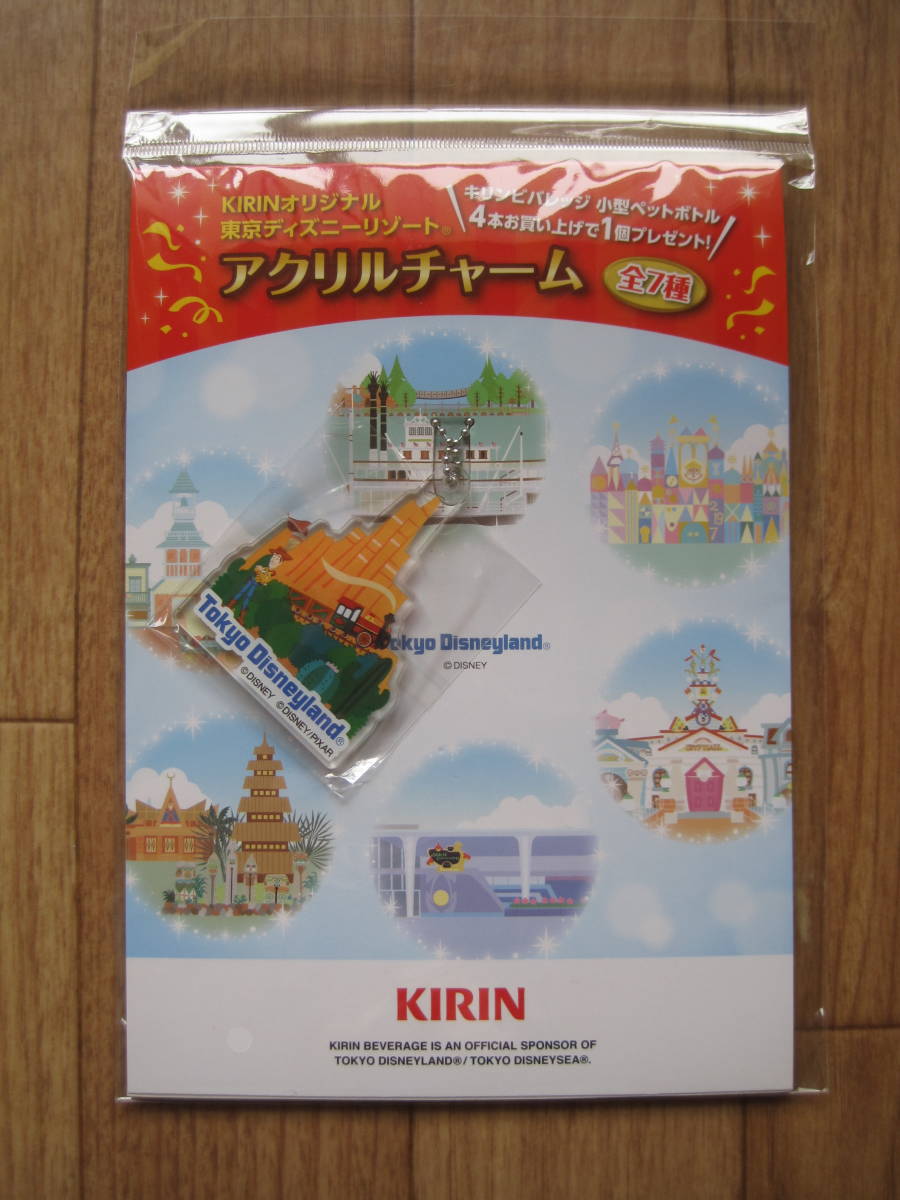 KIRINオリジナル
東京ディズニーリゾート®
アクリルチャーム
キリンビバレッジ 小型ペットボトル
4本お買い上げで1個プレゼント!
全7種
Tokyo Disneyland®
©DISNEY ©DISNEY/PIXAR
Tokyo Disneyland®
©DISNEY
CITY HALL
KIRIN
KIRIN BEVERAGE IS AN OFFICIAL SPONSOR OF
TOKYO DISNEYLAND®/ TOKYO DISNEYSEA®.